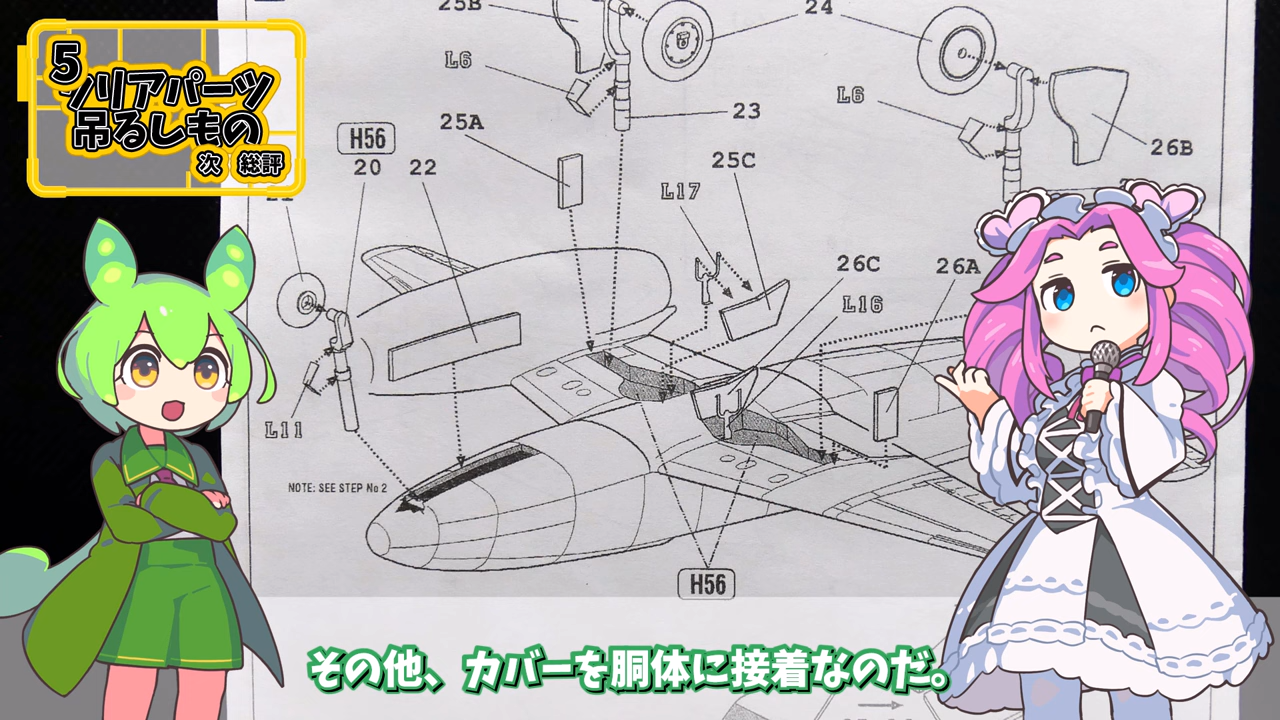 5
クリアパーツ
吊るしもの
次 総評
25B
24
L6
L6
23
25A
26B
H56
20
22
25C
L17
26C
26A
L16
L11
NOTE: SEE STEP No 2
H56
その他、カバーを胴体に接着なのだ。